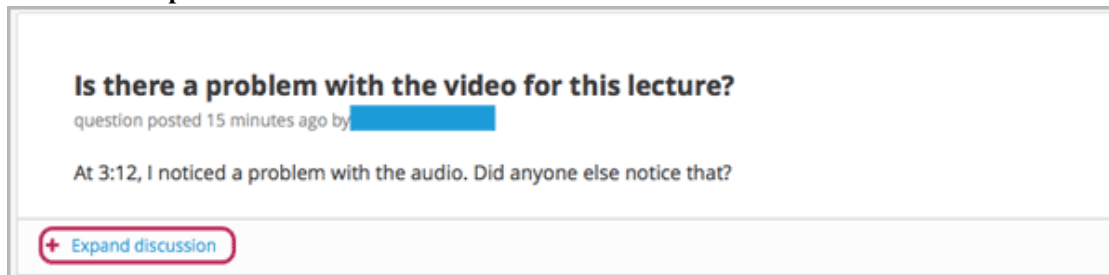 Is there a problem with the video for this lecture?
question posted 15 minutes ago by
At 3:12, I noticed a problem with the audio. Did anyone else notice that?
+ Expand discussion